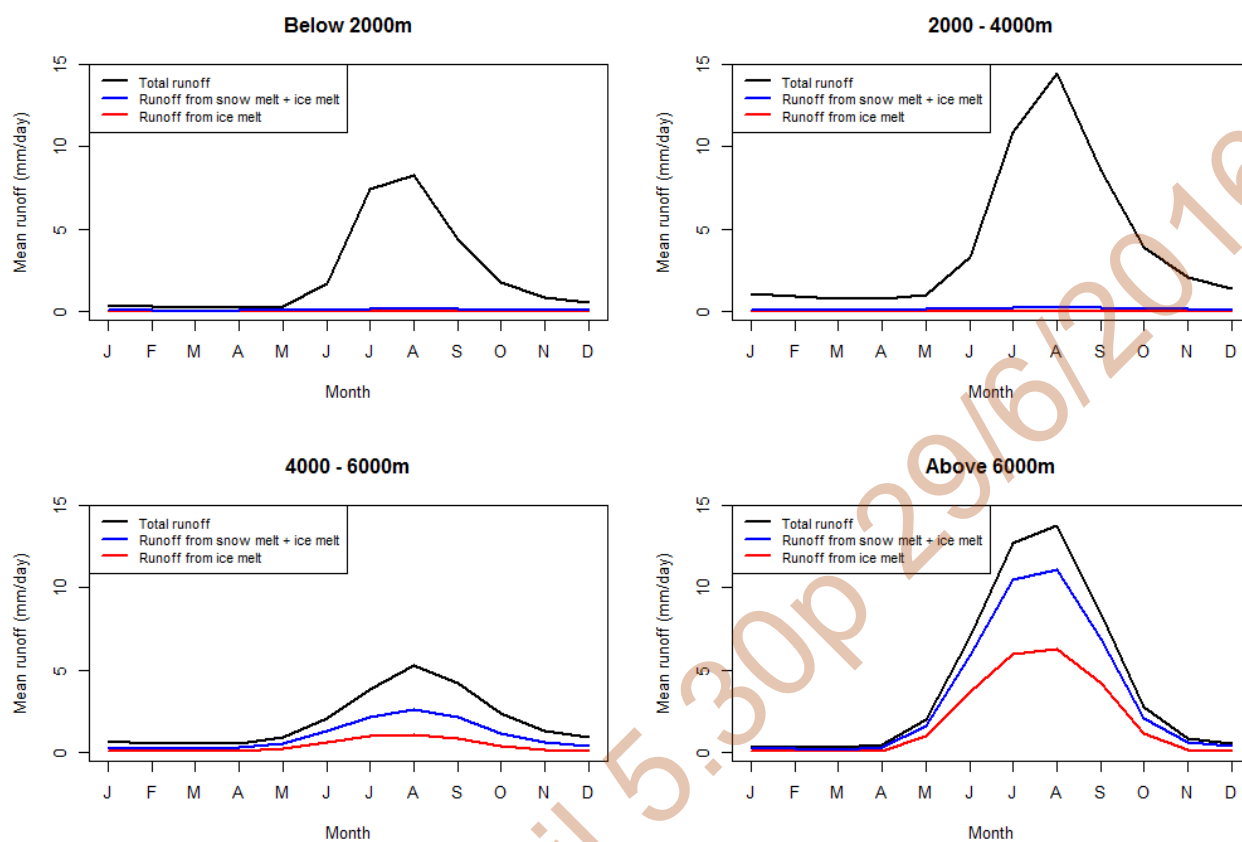 Below 2000m
15
10
5
0
Mean runoff (mm/day)
Total runoff
Runoff from snow melt + ice melt
Runoff from ice melt
J F M A M J J A S O N D
Month
2000 - 4000m
15
10
5
0
Mean runoff (mm/day)
Total runoff
Runoff from snow melt + ice melt
Runoff from ice melt
J F M A M J J A S O N D
Month
4000 - 6000m
15
10
5
0
Mean runoff (mm/day)
Total runoff
Runoff from snow melt + ice melt
Runoff from ice melt
J F M A M J J A S O N D
Month
Above 6000m
15
10
5
0
Mean runoff (mm/day)
Total runoff
Runoff from snow melt + ice melt
Runoff from ice melt
J F M A M J J A S O N D
Month
5.30p 29/6/2016